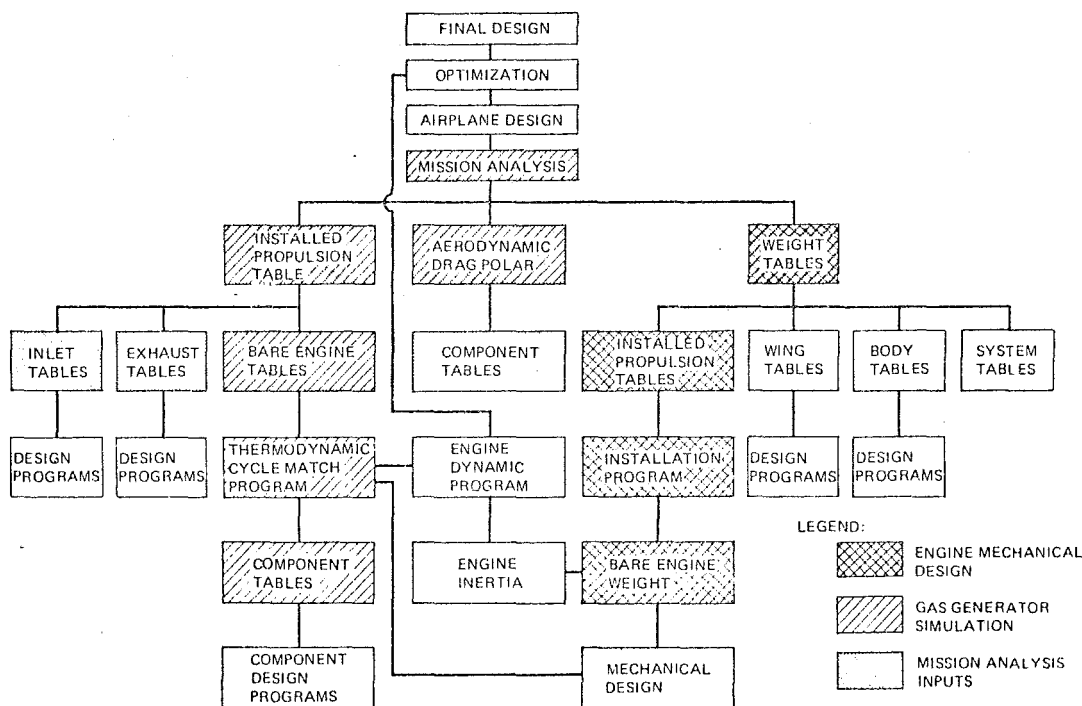 FINAL DESIGN
OPTIMIZATION
AIRPLANE DESIGN
MISSION ANALYSIS
INSTALLED
PROPULSION
TABLE
AERODYNAMIC
DRAG POLAR
WEIGHT
TABLES
INLET
TABLES
EXHAUST
TABLES
BARE ENGINE
TABLES
COMPONENT
TABLES
INSTALLED
PROPULSION
TABLES
WING
TABLES
BODY
TABLES
SYSTEM
TABLES
DESIGN
PROGRAMS
DESIGN
PROGRAMS
THERMODYNAMIC
CYCLE MATCH
PROGRAM
ENGINE
DYNAMIC
PROGRAM
INSTALLATION
PROGRAM
DESIGN
PROGRAMS
DESIGN
PROGRAMS
COMPONENT
TABLES
ENGINE
INERTIA
BARE ENGINE
WEIGHT
COMPONENT
DESIGN
PROGRAMS
MECHANICAL
DESIGN
LEGEND:
ENGINE MECHANICAL
DESIGN
GAS GENERATOR
SIMULATION
MISSION ANALYSIS
INPUTS